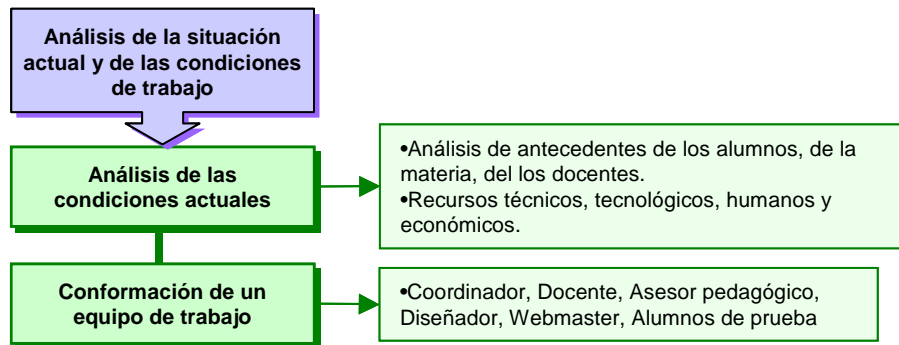 Análisis de la situación
actual y de las condiciones
de trabajo
Análisis de las
condiciones actuales
•Análisis de antecedentes de los alumnos, de la
materia, del los docentes.
•Recursos técnicos, tecnológicos, humanos y
económicos.
Conformación de un
equipo de trabajo
•Coordinador, Docente, Asesor pedagógico,
Diseñador, Webmaster, Alumnos de prueba